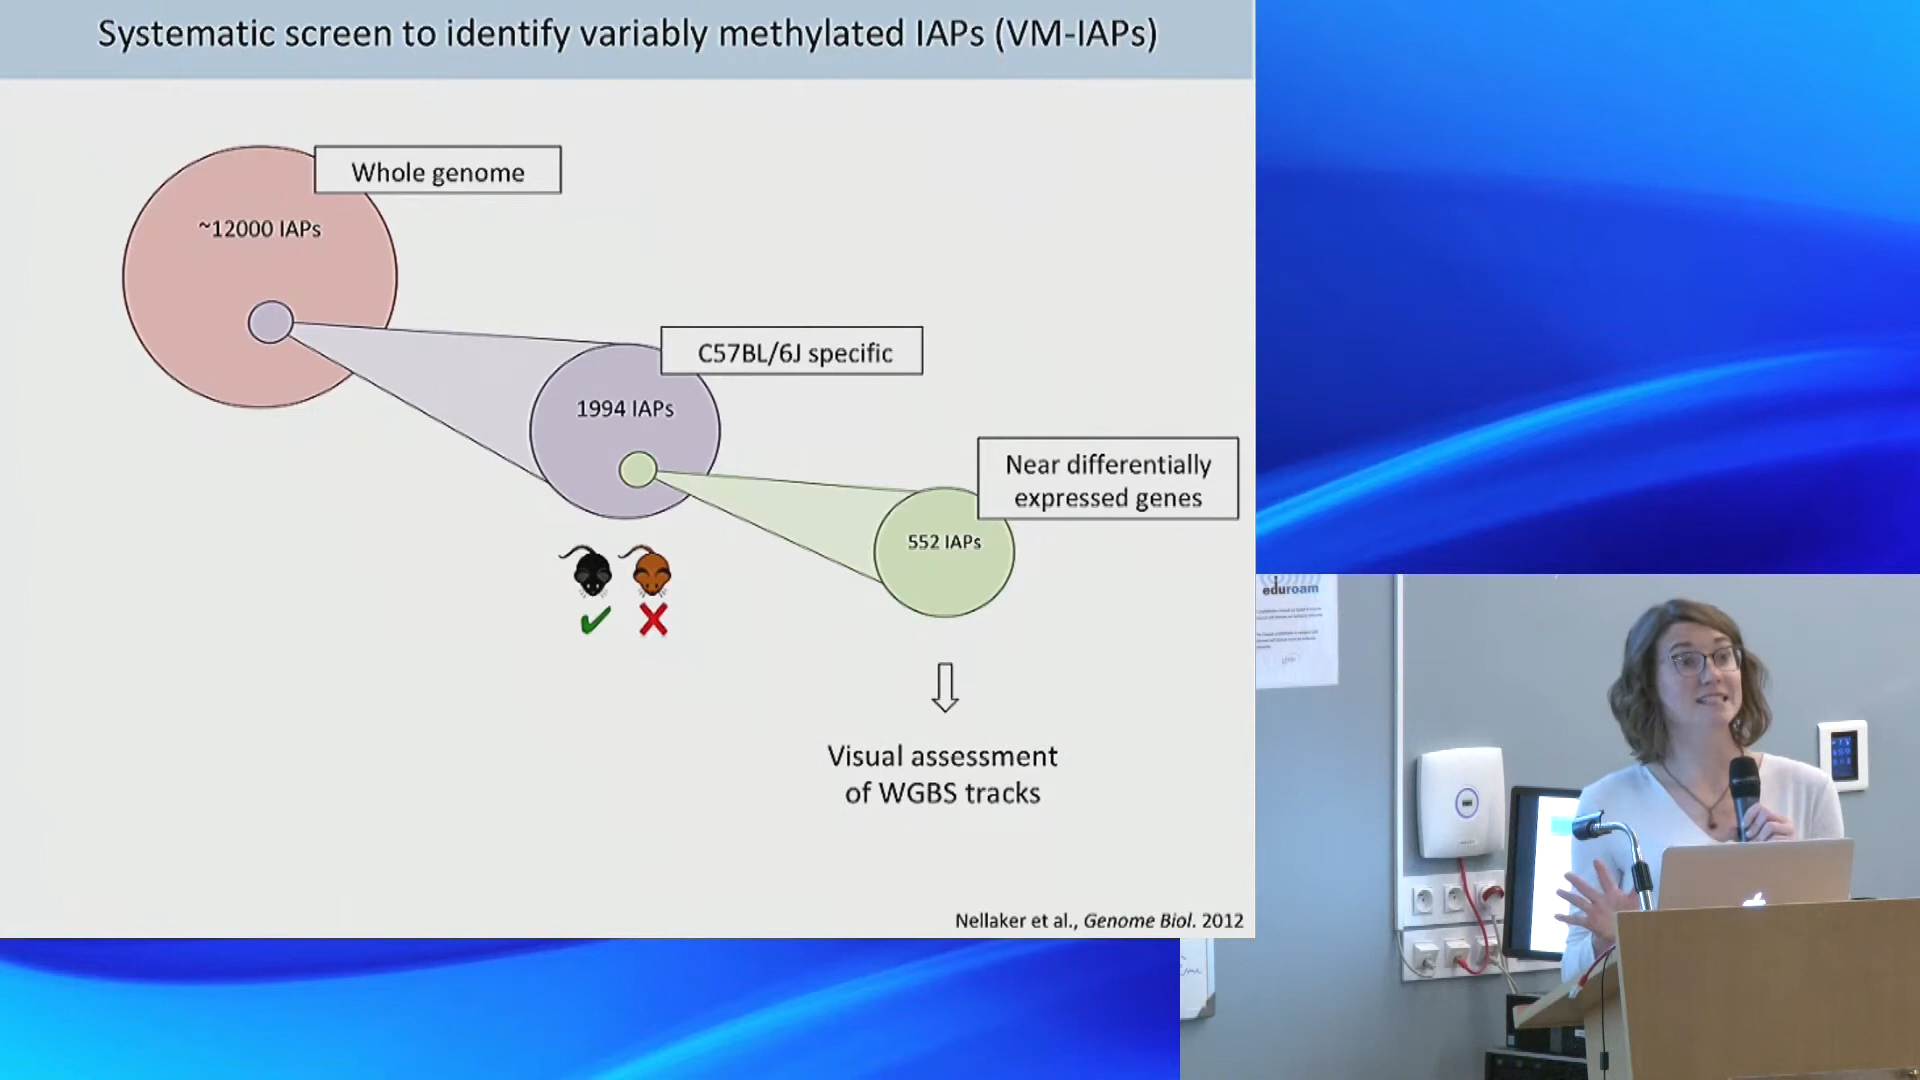 Systematic screen to identify variably methylated IAPs (VM-IAPs)
Whole genome
~12000 IAPs
C57BL/6J specific
1994 IAPs
Near differentially
expressed genes
552 IAPs
Visual assessment
of WGBS tracks
Nellaker et al., Genome Biol. 2012
eduroam